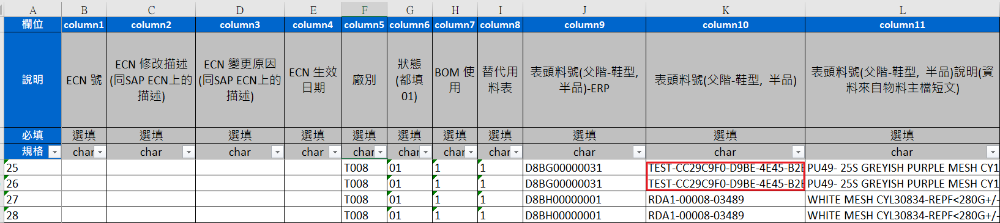 A B C D E F G H I J K L
欄位 column1 column2 column3 column4 column5 column6 column7 column8 column9 column10 column11
說明 ECN 號 ECN 修改描述(同SAP ECN上的描述) ECN 變更原因(同SAP ECN上的描述) ECN 生效日期 廠別 狀態(都填01) BOM 使用 替代用料表 表頭料號(父階-鞋型, 半品)-ERP 表頭料號(父階-鞋型, 半品) 表頭料號(父階-鞋型, 半品)說明(資料來自物料主檔短文)
必填 選填 選填 選填 選填 選填 選填 選填 選填 選填 選填 選填
規格 char char char char char char char char char char char
25 T008 01 1 1 D8BG00000031 TEST-CC29C9F0-D9BE-4E45-B2E PU49- 25S GREYISH PURPLE MESH CY1
26 T008 01 1 1 D8BG00000031 TEST-CC29C9F0-D9BE-4E45-B2E PU49- 25S GREYISH PURPLE MESH CY1
27 T008 01 1 1 D8BH00000001 RDA1-00008-03489 WHITE MESH CYL30834-REPF<280G+/-
28 T008 01 1 1 D8BH00000001 RDA1-00008-03489 WHITE MESH CYL30834-REPF<280G+/-